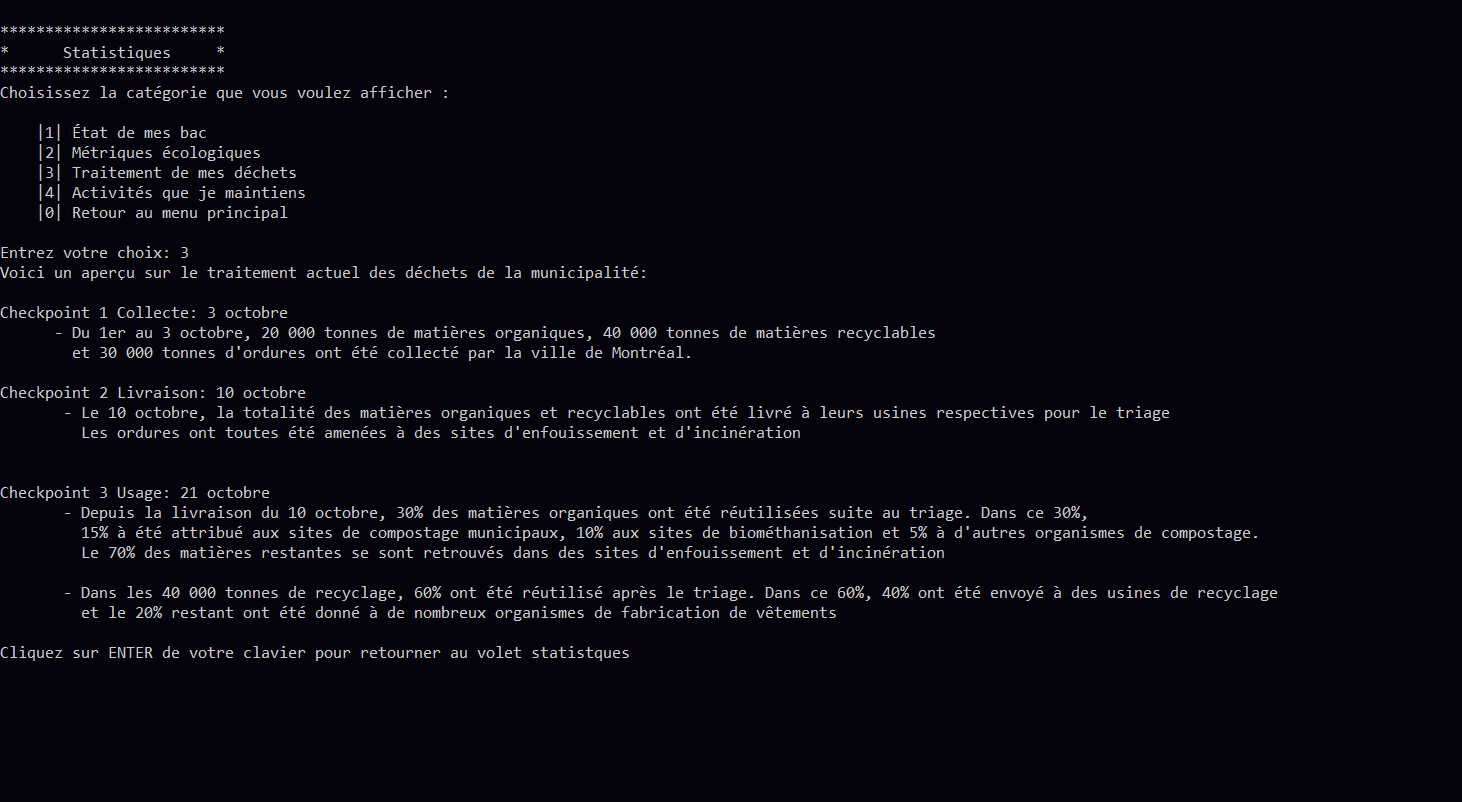 *************************
*      Statistiques     *
*************************
Choisissez la catégorie que vous voulez afficher :
|1| État de mes bac
|2| Métriques écologiques
|3| Traitement de mes déchets
|4| Activités que je maintiens
|0| Retour au menu principal
Entrez votre choix: 3
Voici un aperçu sur le traitement actuel des déchets de la municipalité:
Checkpoint 1 Collecte: 3 octobre
- Du 1er au 3 octobre, 20 000 tonnes de matières organiques, 40 000 tonnes de matières recyclables
et 30 000 tonnes d'ordures ont été collecté par la ville de Montréal.
Checkpoint 2 Livraison: 10 octobre
- Le 10 octobre, la totalité des matières organiques et recyclables ont été livré à leurs usines respectives pour le triage
Les ordures ont toutes été amenées à des sites d'enfouissement et d'incinération
Checkpoint 3 Usage: 21 octobre
- Depuis la livraison du 10 octobre, 30% des matières organiques ont été réutilisées suite au triage. Dans ce 30%,
15% à été attribué aux sites de compostage municipaux, 10% aux sites de biométhanisation et 5% à d'autres organismes de compostage.
Le 70% des matières restantes se sont retrouvés dans des sites d'enfouissement et d'incinération
- Dans les 40 000 tonnes de recyclage, 60% ont été réutilisé après le triage. Dans ce 60%, 40% ont été envoyé à des usines de recyclage
et le 20% restant ont été donné à de nombreux organismes de fabrication de vêtements
Cliquez sur ENTER de votre clavier pour retourner au volet statistques